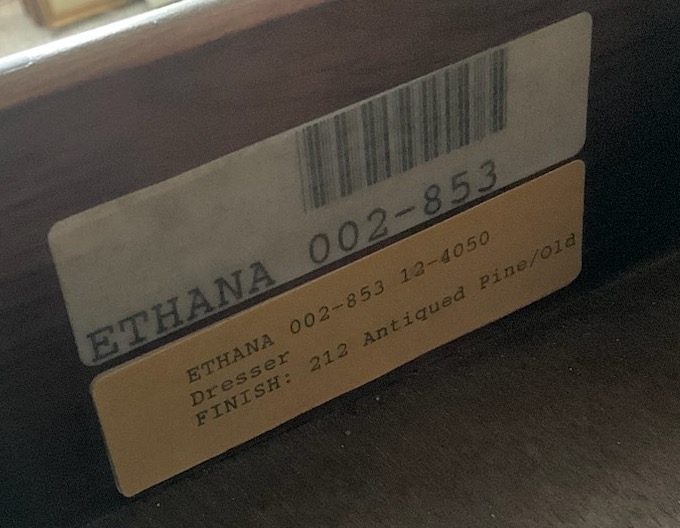 ETHANA 002-853
ETHANA 002-853 12-4050
Dresser
FINISH: 212 Antiqued Pine/Old